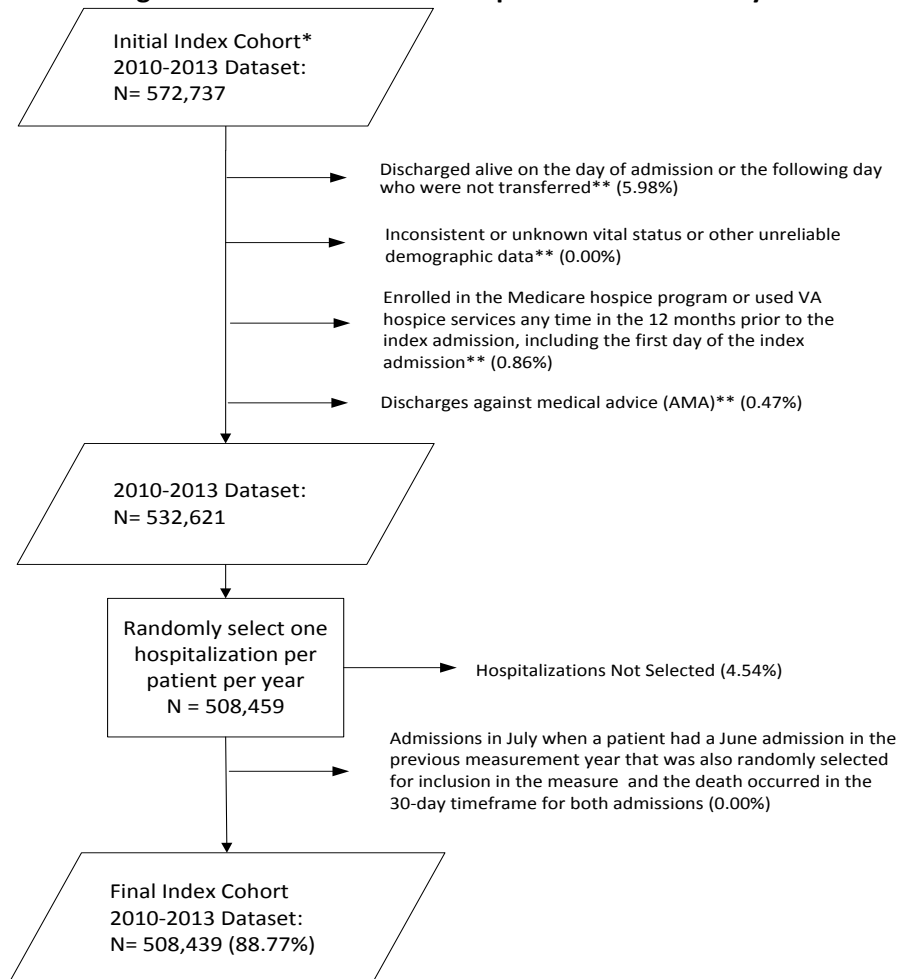 Initial Index Cohort*
2010-2013 Dataset:
N= 572,737
Discharged alive on the day of admission or the following day
who were not transferred** (5.98%)
Inconsistent or unknown vital status or other unreliable
demographic data** (0.00%)
Enrolled in the Medicare hospice program or used VA
hospice services any time in the 12 months prior to the
index admission, including the first day of the index
admission** (0.86%)
Discharges against medical advice (AMA)** (0.47%)
2010-2013 Dataset:
N= 532,621
Randomly select one
hospitalization per
patient per year
N = 508,459
Hospitalizations Not Selected (4.54%)
Admissions in July when a patient had a June admission in the
previous measurement year that was also randomly selected
for inclusion in the measure and the death occurred in the
30-day timeframe for both admissions (0.00%)
Final Index Cohort
2010-2013 Dataset:
N= 508,439 (88.77%)